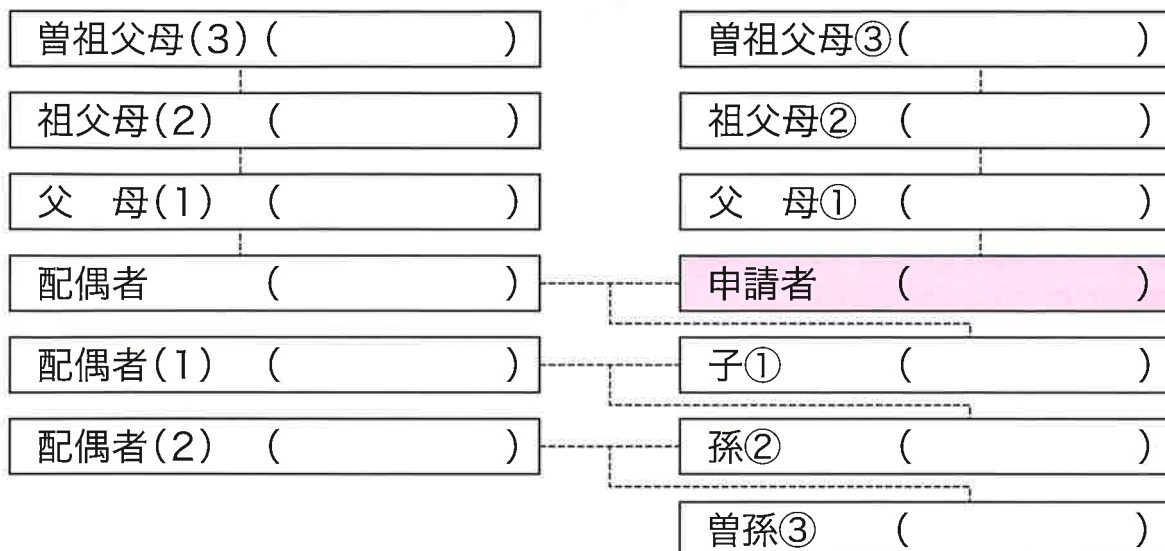 曽祖父母(3) (　　　　　)
曽祖父母③(　　　　　)
祖父母(2)　(　　　　　)
祖父母②　(　　　　　)
父　母(1)　(　　　　　)
父　母①　(　　　　　)
配偶者　　　(　　　　　)
申請者　　　(　　　　　)
配偶者(1)　(　　　　　)
子①　　　　(　　　　　)
配偶者(2)　(　　　　　)
孫②　　　　(　　　　　)
曽孫③　　　(　　　　　)